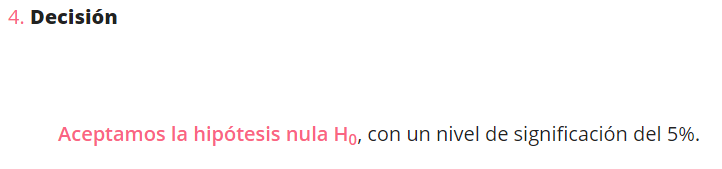 4. Decisión
Aceptamos la hipótesis nula H₀, con un nivel de significación del 5%.